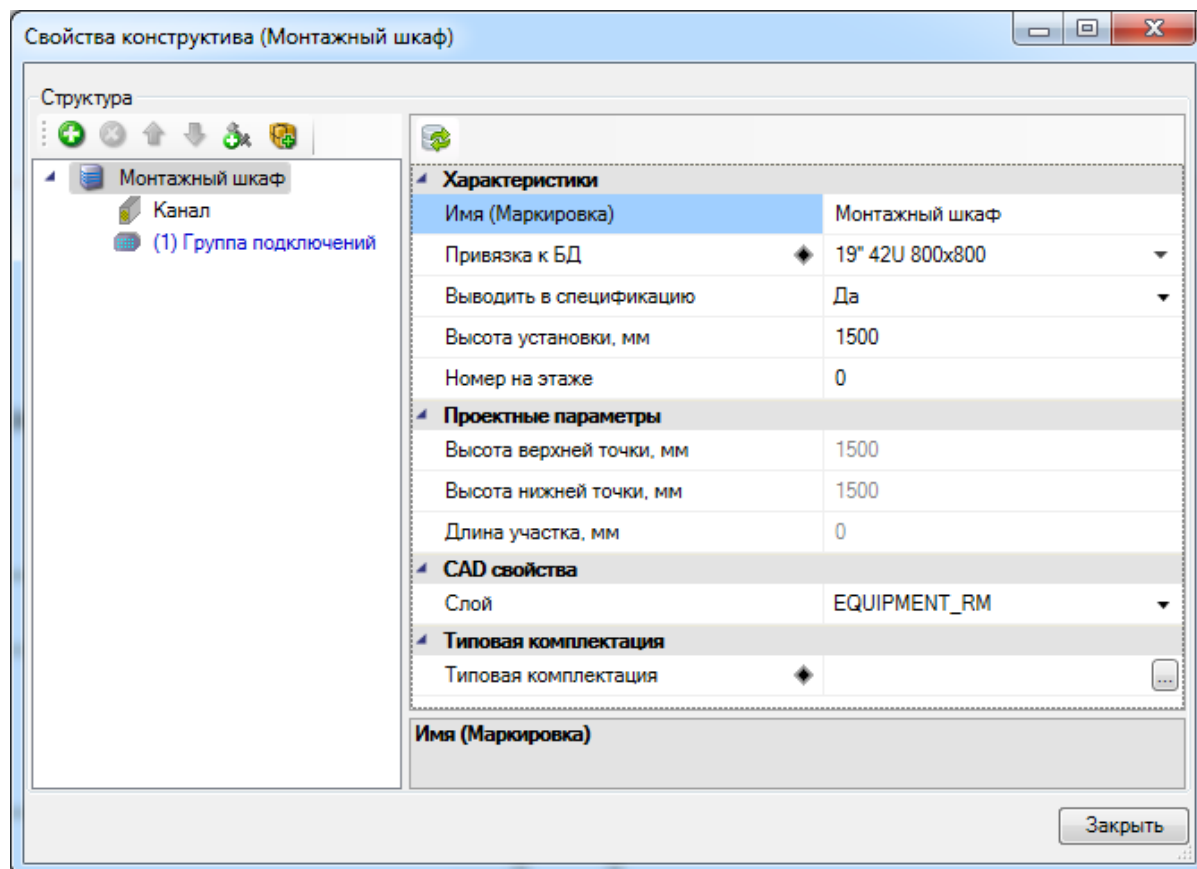 Свойства конструктива (Монтажный шкаф)
Структура
Монтажный шкаф
Канал
(1) Группа подключений
Характеристики
Имя (Маркировка) Монтажный шкаф
Привязка к БД 19" 42U 800x800
Выводить в спецификацию Да
Высота установки, мм 1500
Номер на этаже 0
Проектные параметры
Высота верхней точки, мм 1500
Высота нижней точки, мм 1500
Длина участка, мм 0
CAD свойства
Слой EQUIPMENT_RM
Типовая комплектация
Типовая комплектация ...
Имя (Маркировка)
Закрыть